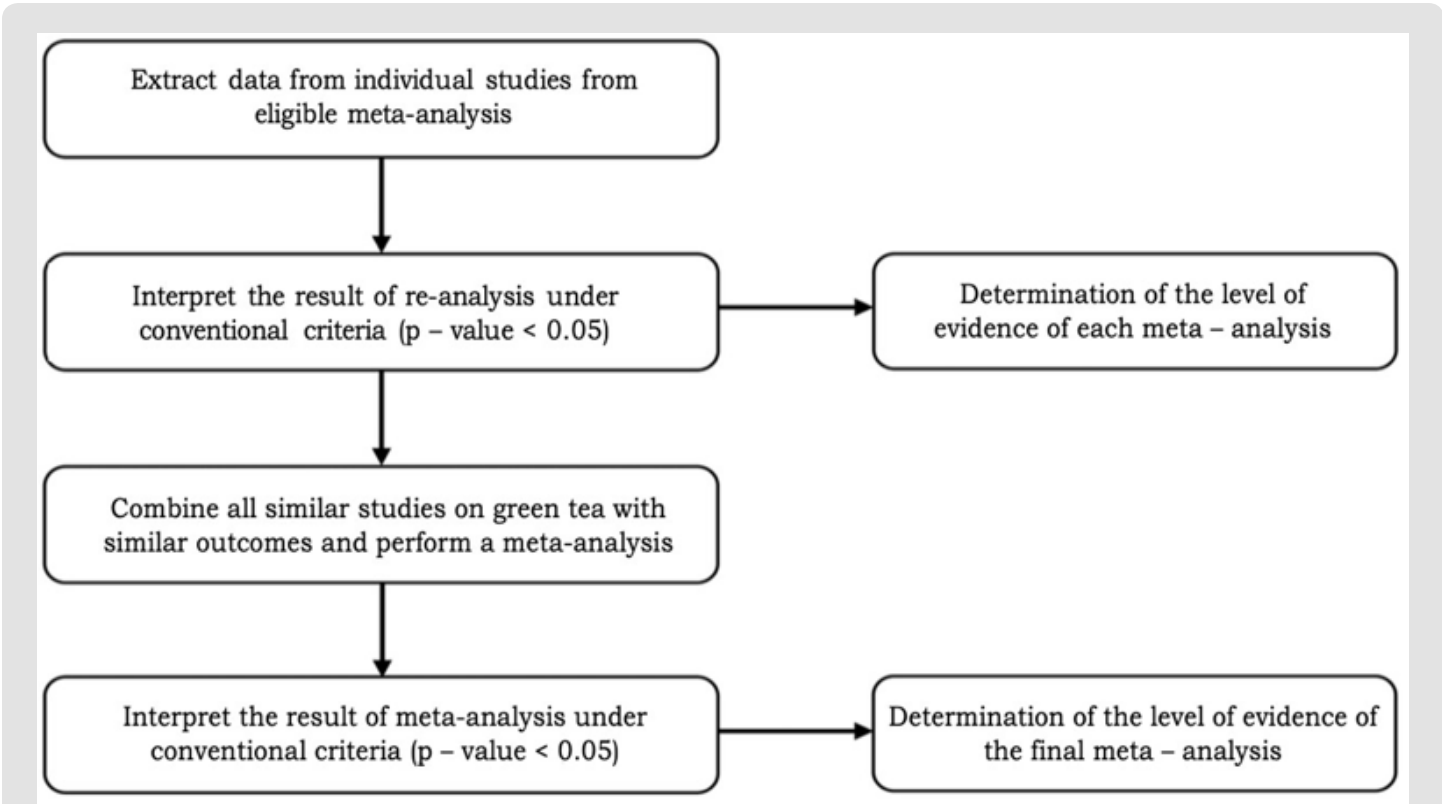 Extract data from individual studies from
eligible meta-analysis
Interpret the result of re-analysis under
conventional criteria (p – value < 0.05)
Determination of the level of
evidence of each meta – analysis
Combine all similar studies on green tea with
similar outcomes and perform a meta-analysis
Interpret the result of meta-analysis under
conventional criteria (p – value < 0.05)
Determination of the level of evidence of
the final meta – analysis